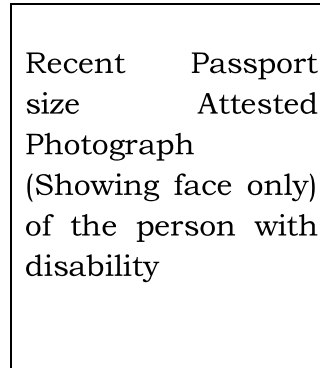 Recent Passport
size Attested
Photograph
(Showing face only)
of the person with
disability